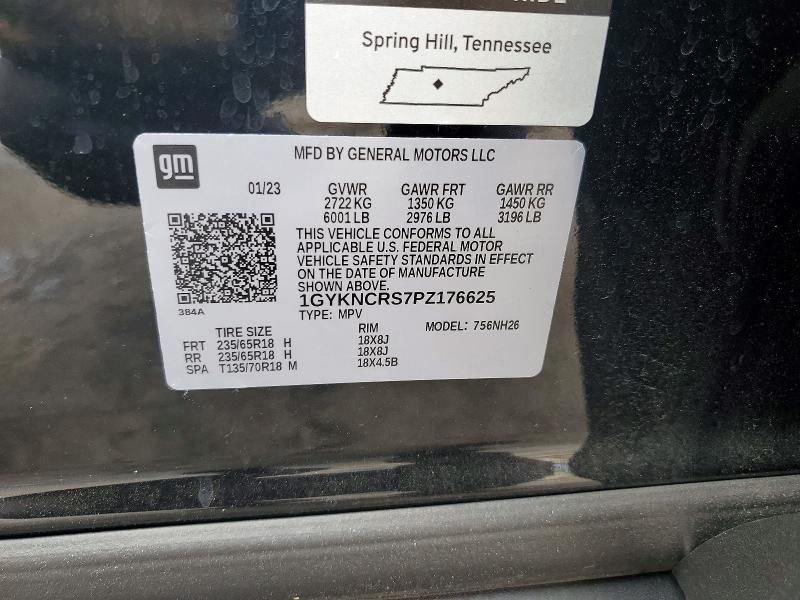 Spring Hill, Tennessee
gm
MFD BY GENERAL MOTORS LLC
01/23 GVWR GAWR FRT GAWR RR
2722 KG 1350 KG 1450 KG
6001 LB 2976 LB 3196 LB
THIS VEHICLE CONFORMS TO ALL
APPLICABLE U.S. FEDERAL MOTOR
VEHICLE SAFETY STANDARDS IN EFFECT
ON THE DATE OF MANUFACTURE
SHOWN ABOVE.
1GYKNCRS7PZ176625
384A
TYPE: MPV MODEL: 756NH26
TIRE SIZE RIM
FRT 235/65R18 H 18X8J
RR 235/65R18 H 18X8J
SPA T135/70R18 M 18X4.5B